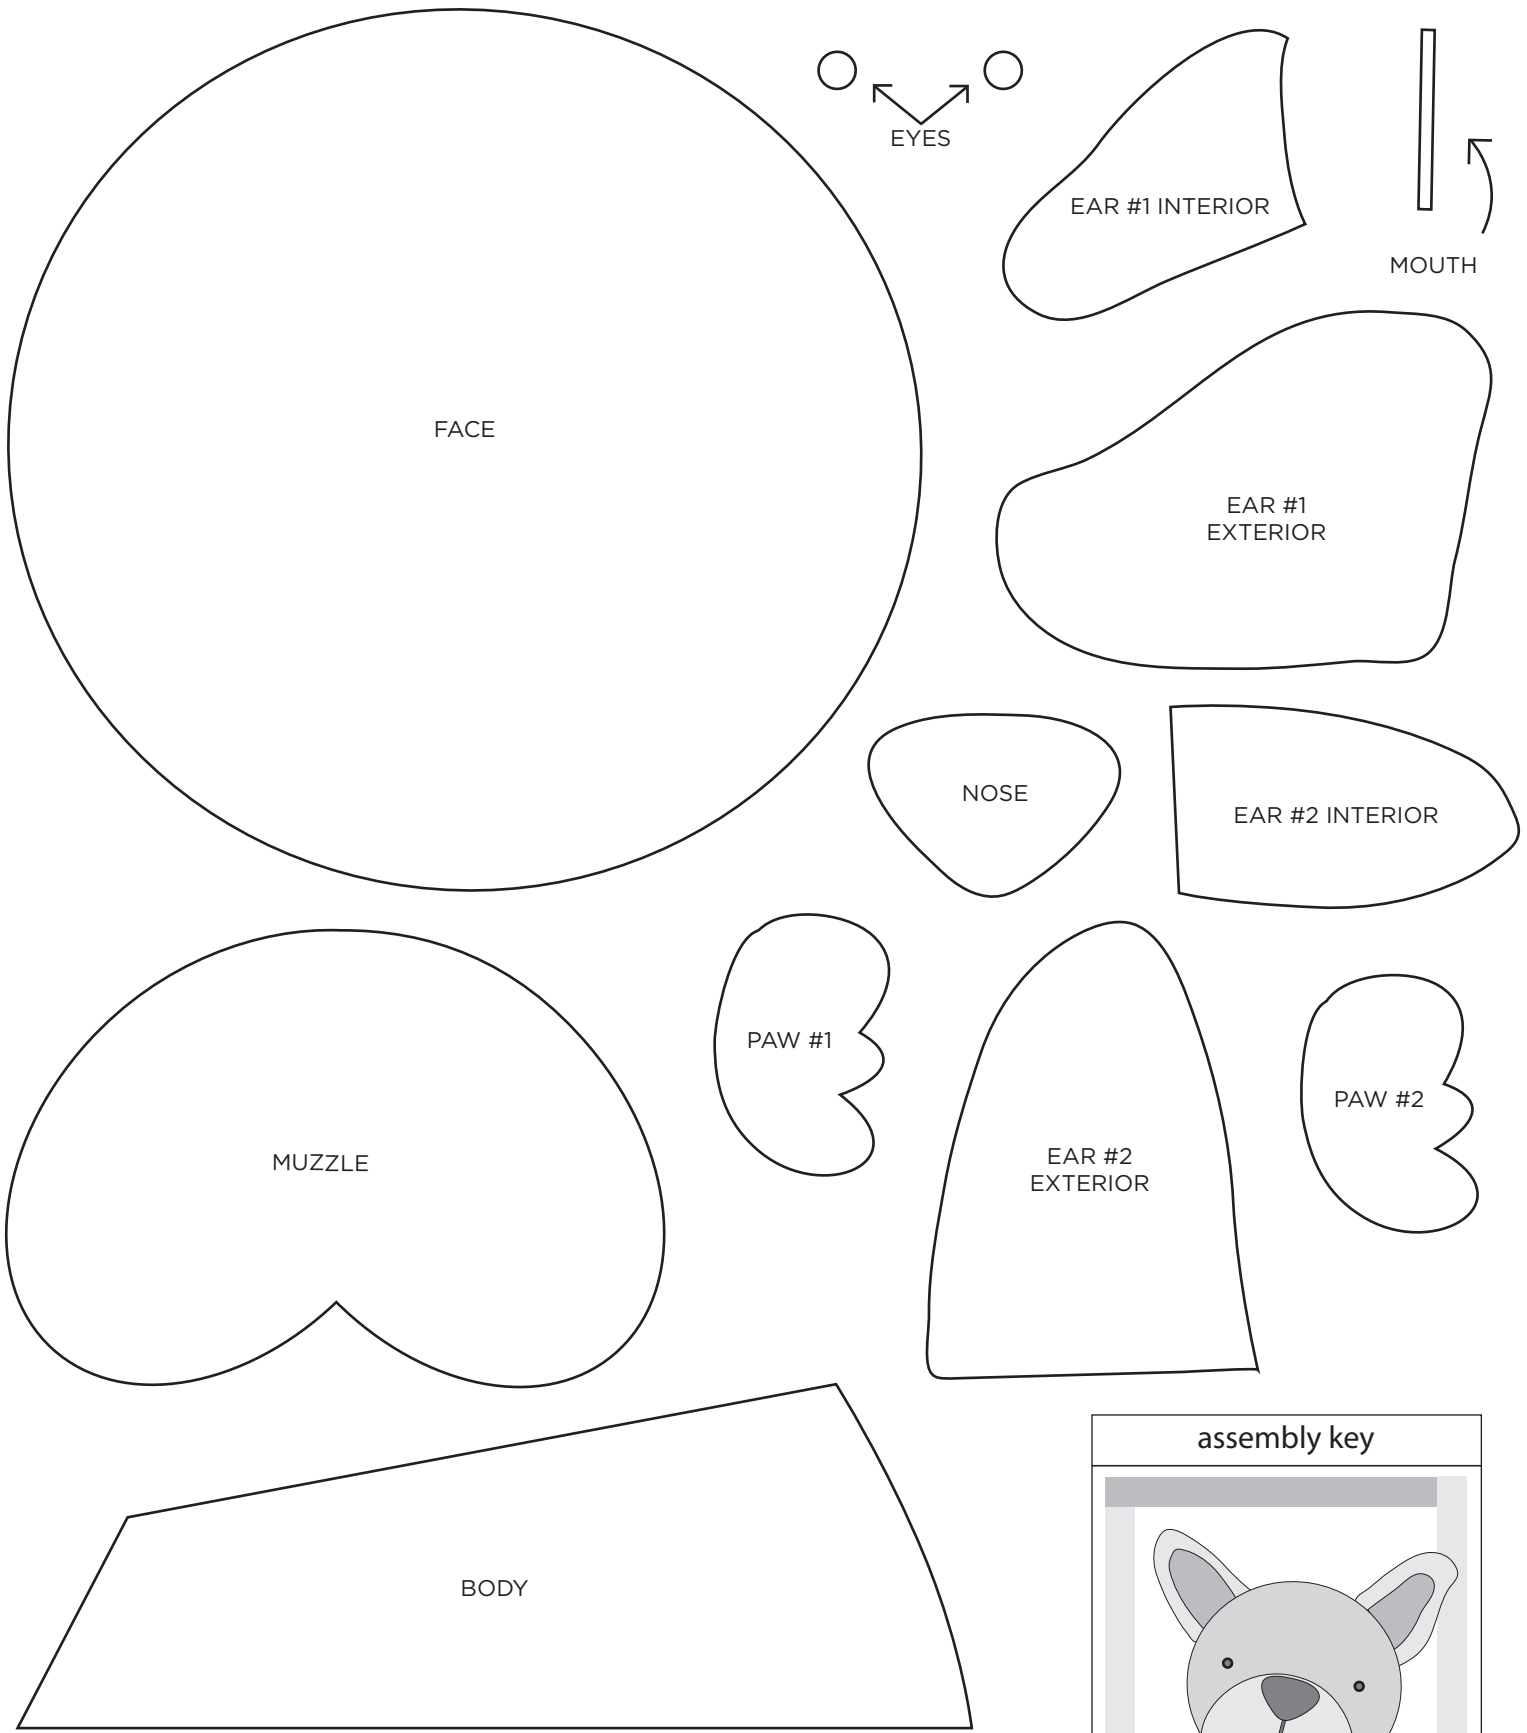 EYES
EAR #1 INTERIOR
MOUTH
FACE
EAR #1
EXTERIOR
NOSE
EAR #2 INTERIOR
PAW #1
PAW #2
MUZZLE
EAR #2
EXTERIOR
assembly key
BODY